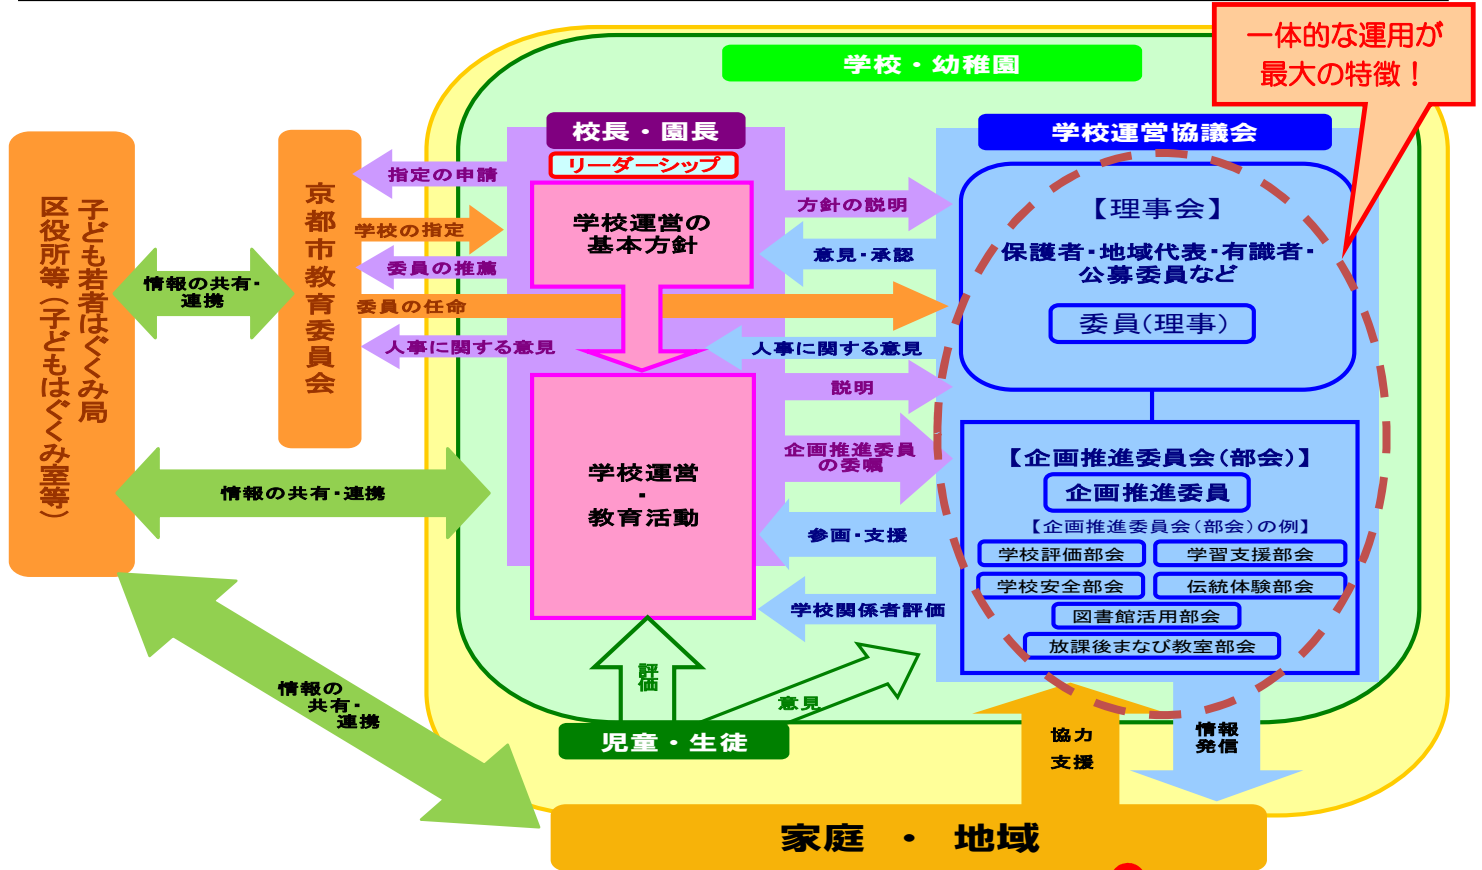 一体的な運用が
最大の特徴！
学校・幼稚園
校長・園長
リーダーシップ
学校運営協議会
子ども若者はぐくみ局
区役所等（子どもはぐくみ室等）
京都市教育委員会
情報の共有・
連携
指定の申請
学校の指定
委員の推薦
委員の任命
人事に関する意見
学校運営の
基本方針
方針の説明
意見・承認
人事に関する意見
説明
企画推進委員
の委嘱
参画・支援
学校関係者評価
学校運営
・
教育活動
【理事会】
保護者・地域代表・有識者・
公募委員など
委員（理事）
【企画推進委員会（部会）】
企画推進委員
【企画推進委員会（部会）の例】
学校評価部会
学習支援部会
学校安全部会
伝統体験部会
図書館活用部会
放課後まなび教室部会
情報の共有・連携
情報の
共有・
連携
評価
意見
児童・生徒
協力
支援
情報
発信
家庭　・　地域